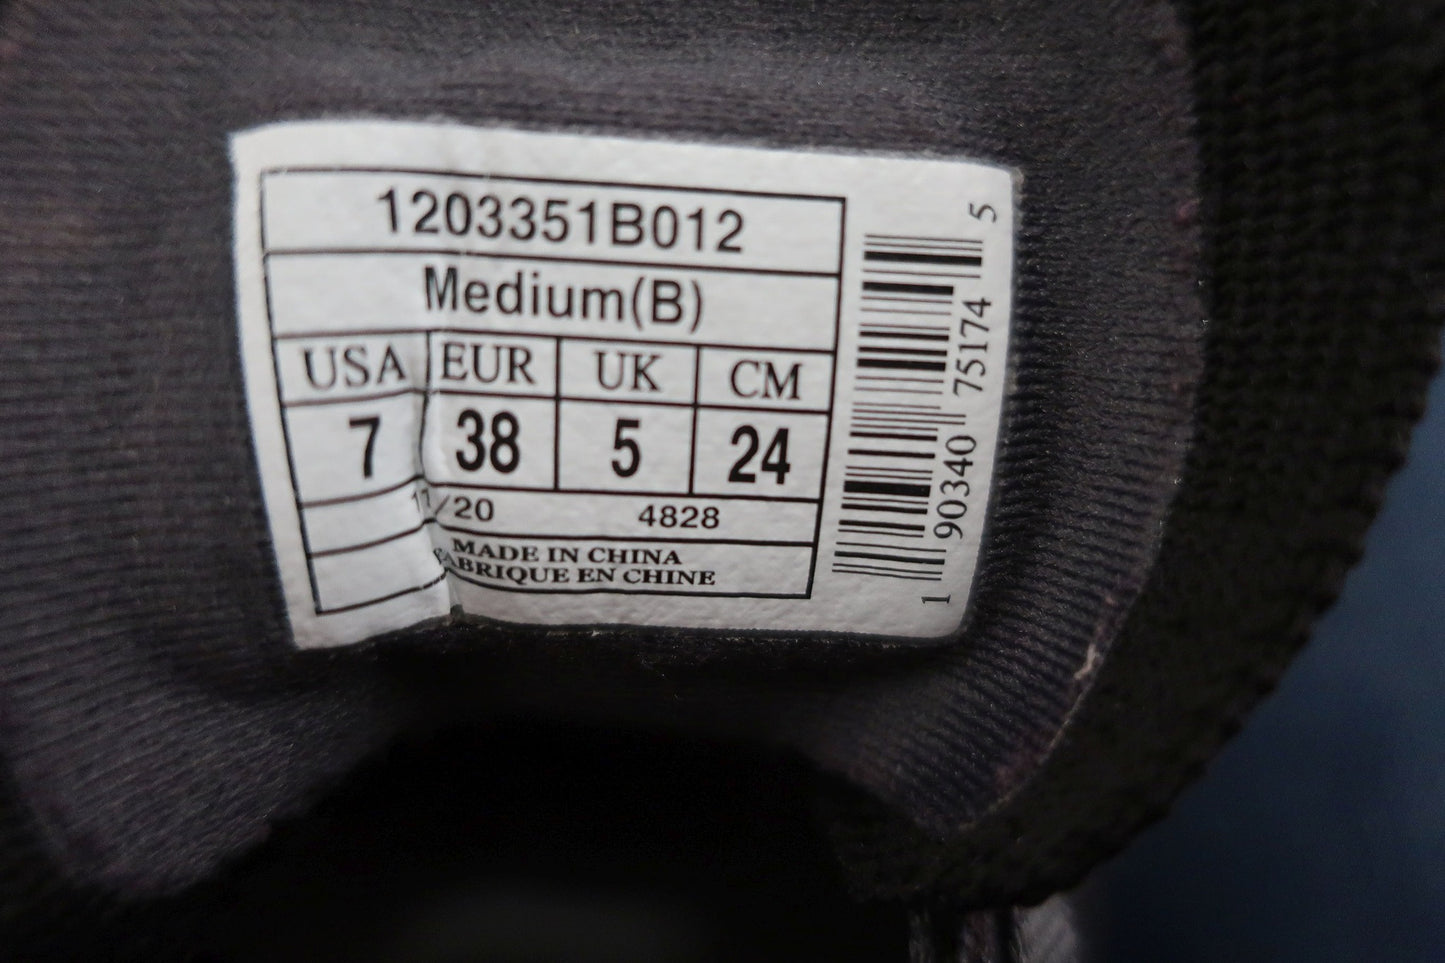 1203351B012
Medium(B)
USA EUR UK CM
7 38 5 24
/20 4828
MADE IN CHINA
FABRIQUE EN CHINE
1 90340 75174 5